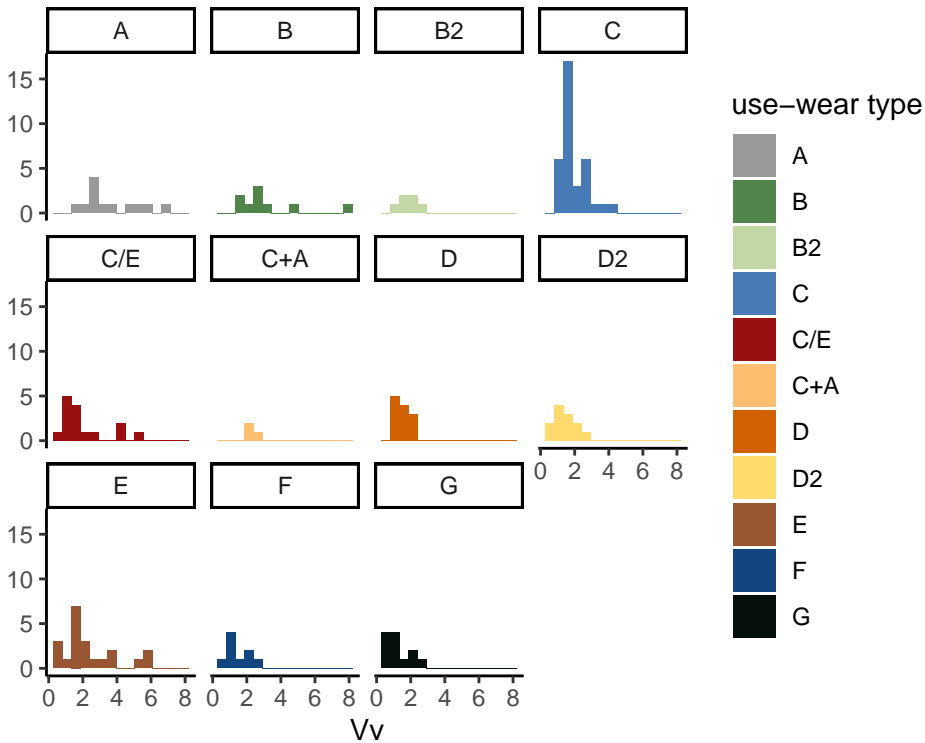 A B B2 C
15
10
5
0
use−wear type
A
B
B2
C
C/E
C+A
D
D2
E
F
G
C/E C+A D D2
15
10
5
0
0 2 4 6 8
E F G
15
10
5
0
0 2 4 6 8 0 2 4 6 8 0 2 4 6 8
Vv